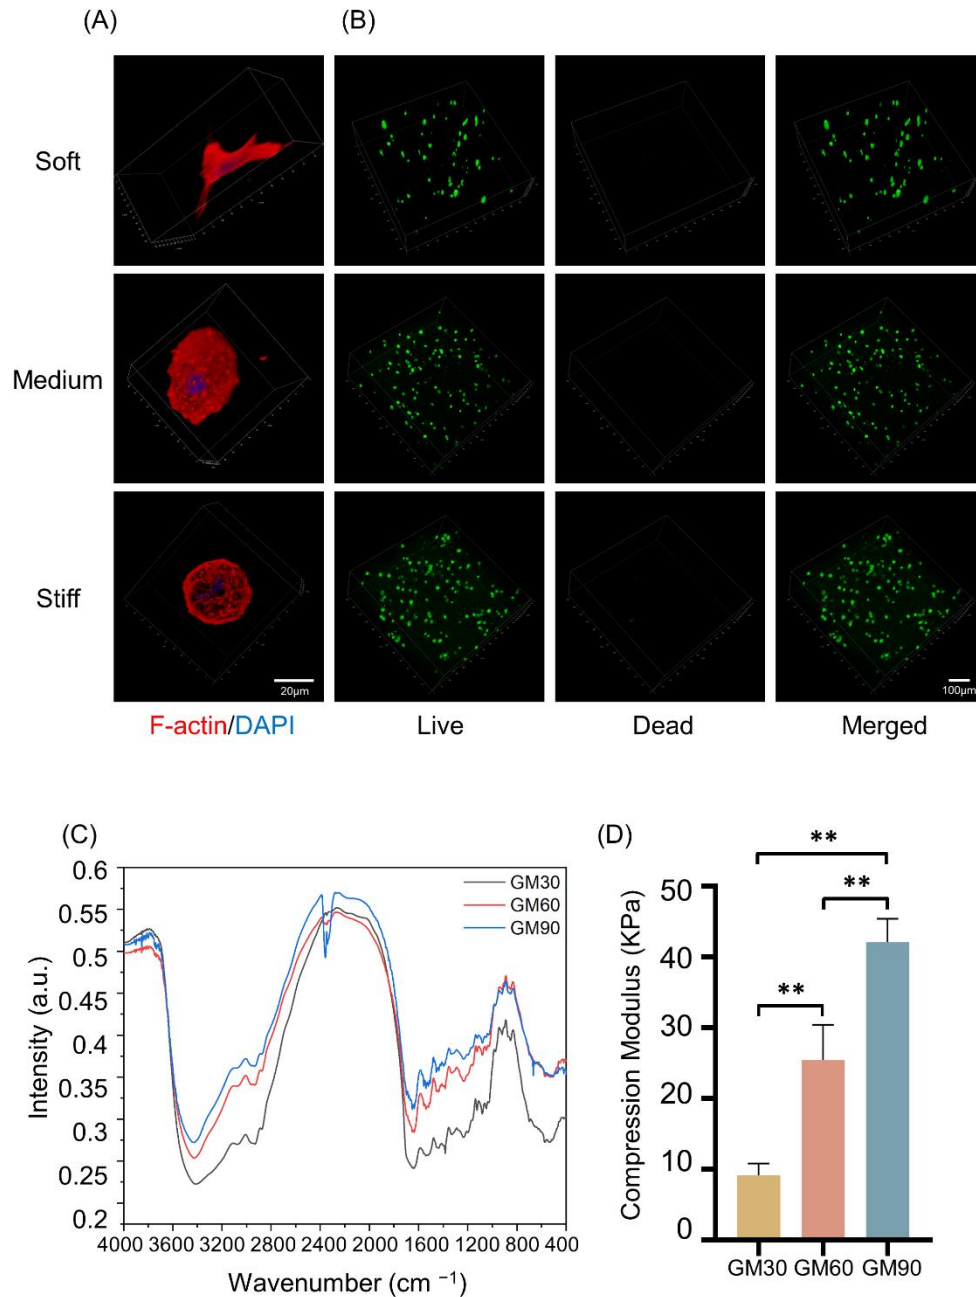 (A)
(B)
Soft
Medium
Stiff
20μm
100μm
F-actin/DAPI
Live
Dead
Merged
(C)
0.6
0.55
0.5
0.45
0.4
0.35
0.3
0.25
0.2
Intensity (a.u.)
GM30
GM60
GM90
4000 3600 3200 2800 2400 2000 1600 1200 800 400
Wavenumber (cm ⁻¹)
(D)
**
**
**
50
40
30
20
10
0
Compression Modulus (KPa)
GM30 GM60 GM90